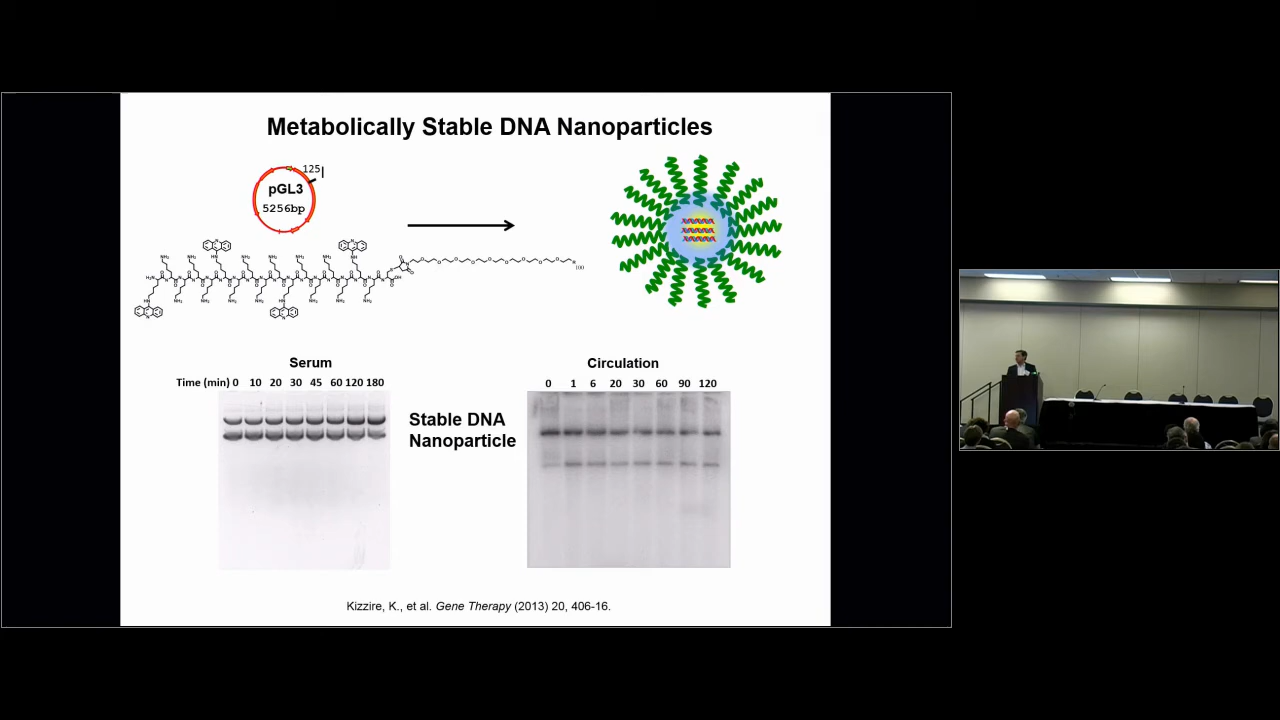 Metabolically Stable DNA Nanoparticles
125I
pGL3
5256bp
Serum
Time (min) 0 10 20 30 45 60 120 180
Stable DNA
Nanoparticle
Circulation
0 1 6 20 30 60 90 120
Kizzire, K., et al. Gene Therapy (2013) 20, 406-16.